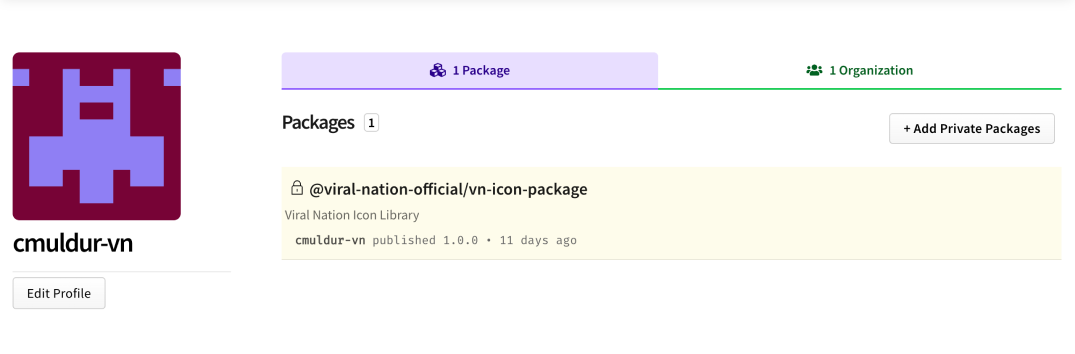 1 Package
1 Organization
Packages 1
+ Add Private Packages
@viral-nation-official/vn-icon-package
Viral Nation Icon Library
cmuldur-vn published 1.0.0 • 11 days ago
cmuldur-vn
Edit Profile